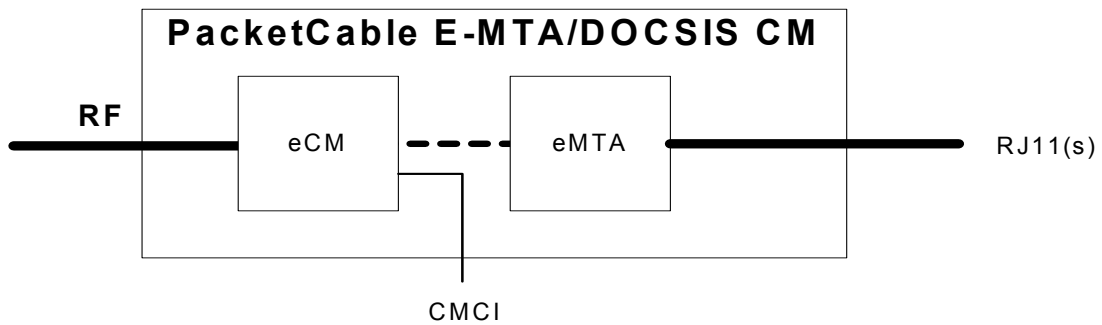 PacketCable E-MTA/DOCSIS CM
RF
eCM
eMTA
RJ11(s)
CMCI